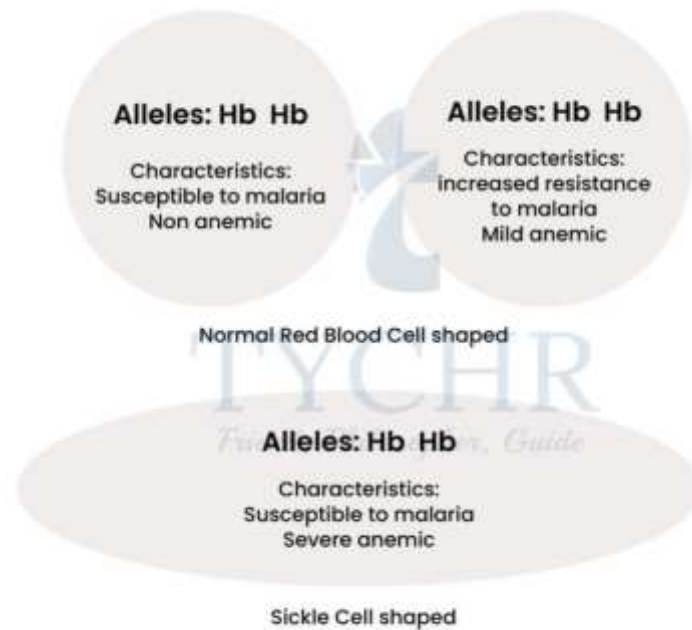 Alleles: Hb Hb
Characteristics:
Susceptible to malaria
Non anemic
Alleles: Hb Hb
Characteristics:
increased resistance
to malaria
Mild anemic
Normal Red Blood Cell shaped
TYCHR
Alleles: Hb Hb
Guide
Characteristics:
Susceptible to malaria
Severe anemic
Sickle Cell shaped